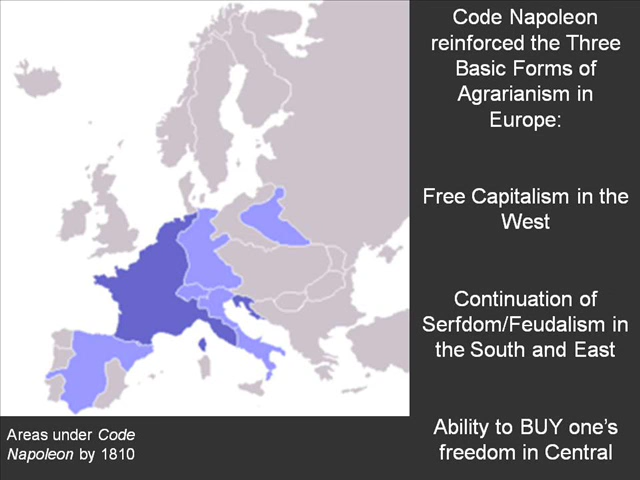 Code Napoleon
reinforced the Three
Basic Forms of
Agrarianism in
Europe:
Free Capitalism in the
West
Continuation of
Serfdom/Feudalism in
the South and East
Ability to BUY one's
freedom in Central
Areas under Code
Napoleon by 1810